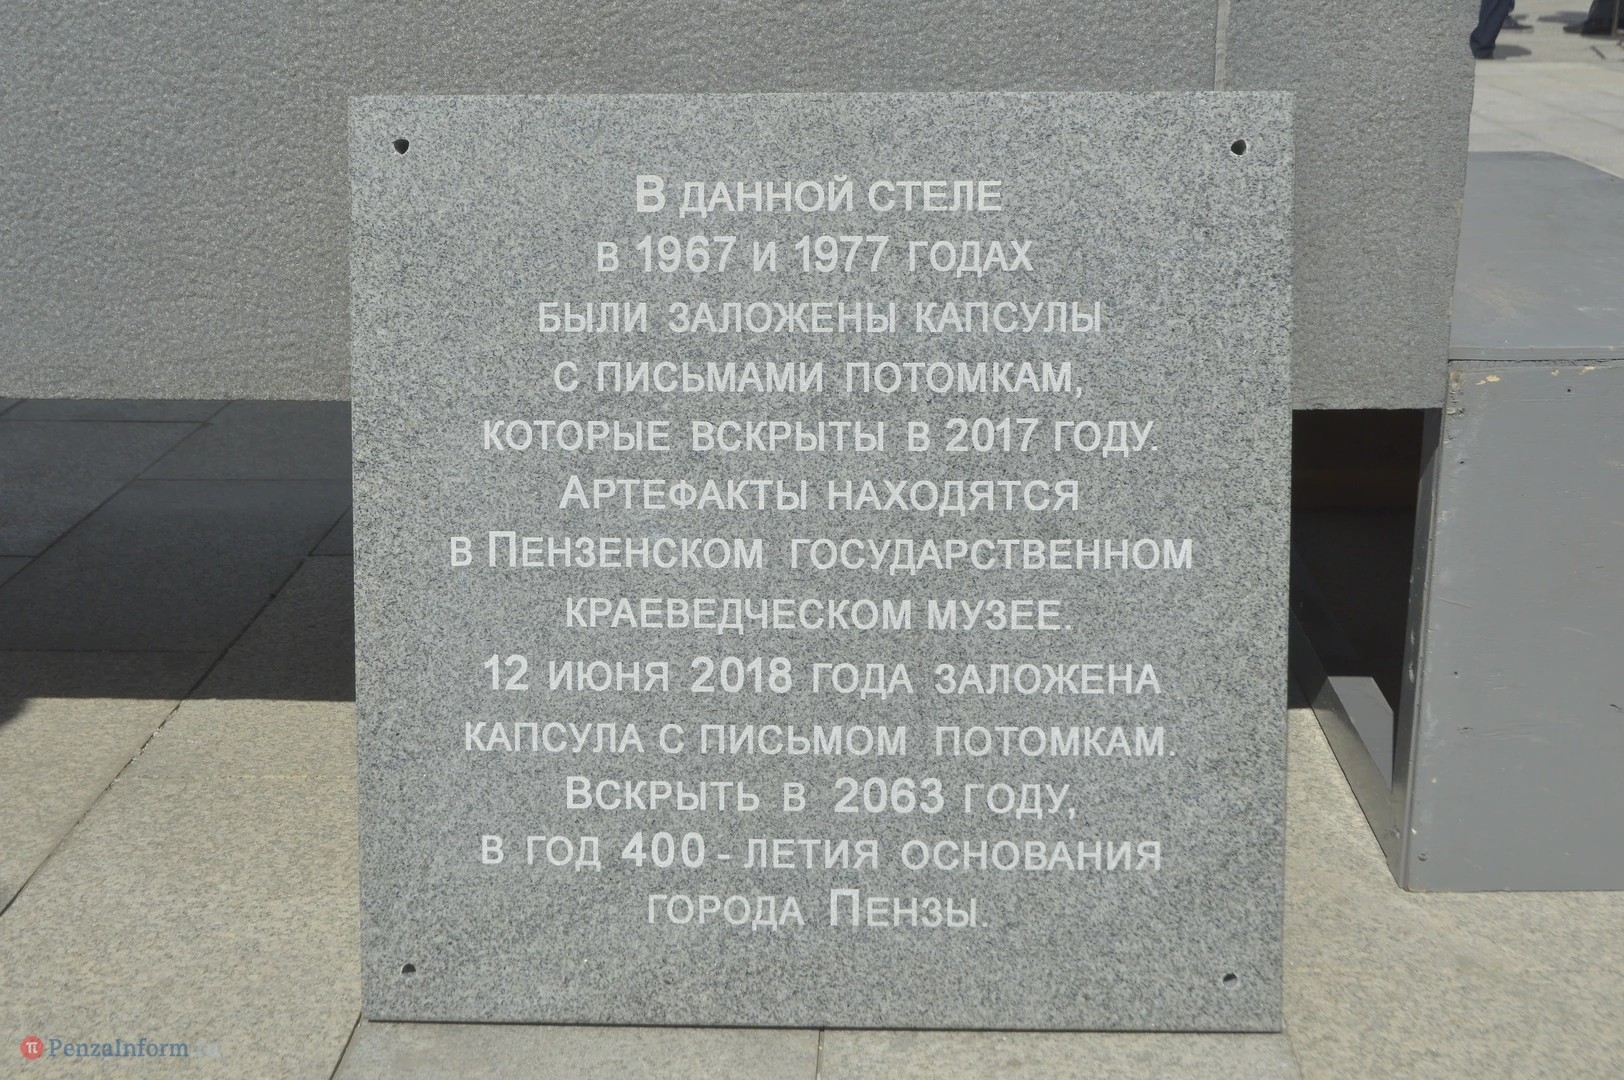 В ДАННОЙ СТЕЛЕ
В 1967 И 1977 ГОДАХ
БЫЛИ ЗАЛОЖЕНЫ КАПСУЛЫ
С ПИСЬМАМИ ПОТОМКАМ,
КОТОРЫЕ ВСКРЫТЫ В 2017 ГОДУ.
АРТЕФАКТЫ НАХОДЯТСЯ
В ПЕНЗЕНСКОМ ГОСУДАРСТВЕННОМ
КРАЕВЕДЧЕСКОМ МУЗЕЕ.
12 ИЮНЯ 2018 ГОДА ЗАЛОЖЕНА
КАПСУЛА С ПИСЬМОМ ПОТОМКАМ.
ВСКРЫТЬ В 2063 ГОДУ,
В ГОД 400 - ЛЕТИЯ ОСНОВАНИЯ
ГОРОДА ПЕНЗЫ.
PenzaInform.ru